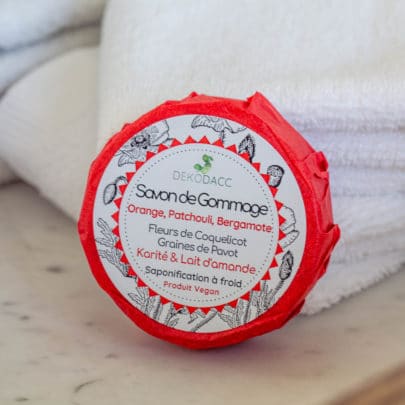 DEKODACC
Savon de Gommage
Orange, Patchouli, Bergamote
Fleurs de Coquelicot
Graines de Pavot
Karité & Lait d'amande
Saponification à froid
Produit Vegan